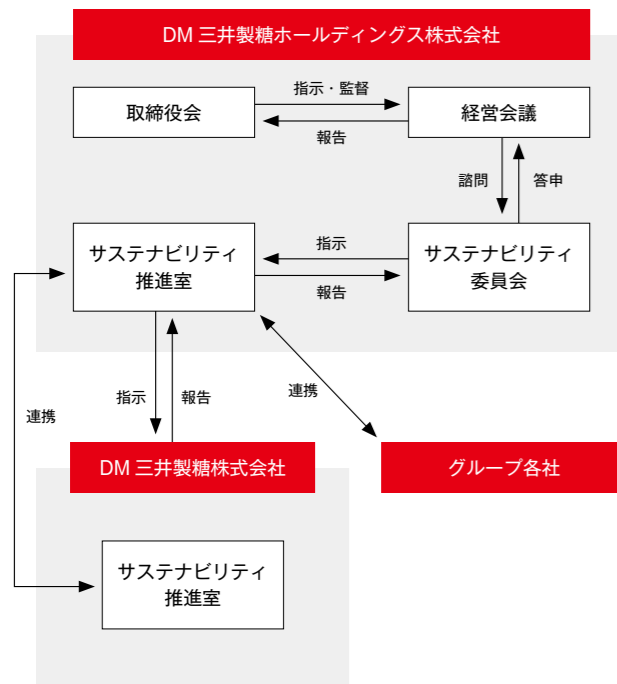 DM 三井製糖ホールディングス株式会社
指示・監督
取締役会
経営会議
報告
諮問
答申
サステナビリティ
推進室
指示
報告
サステナビリティ
委員会
指示
報告
連携
連携
DM 三井製糖株式会社
グループ各社
サステナビリティ
推進室